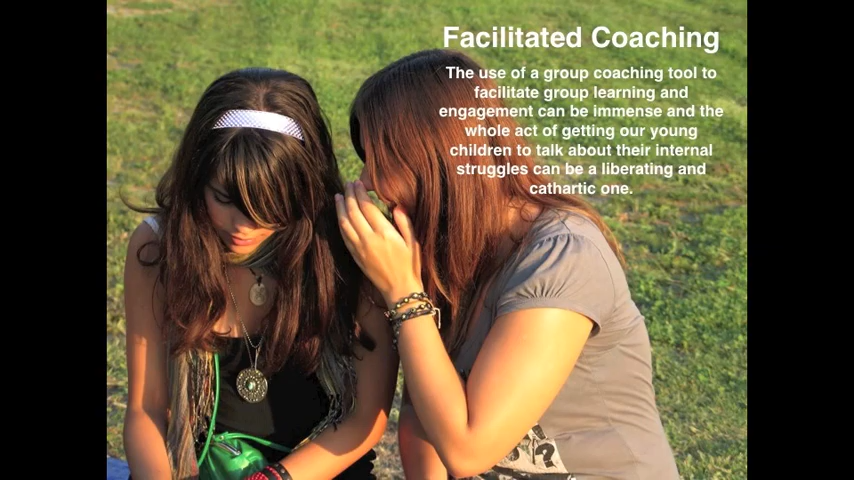 Facilitated Coaching
The use of a group coaching tool to
facilitate group learning and
engagement can be immense and the
whole act of getting our young
children to talk about their internal
struggles can be a liberating and
cathartic one.